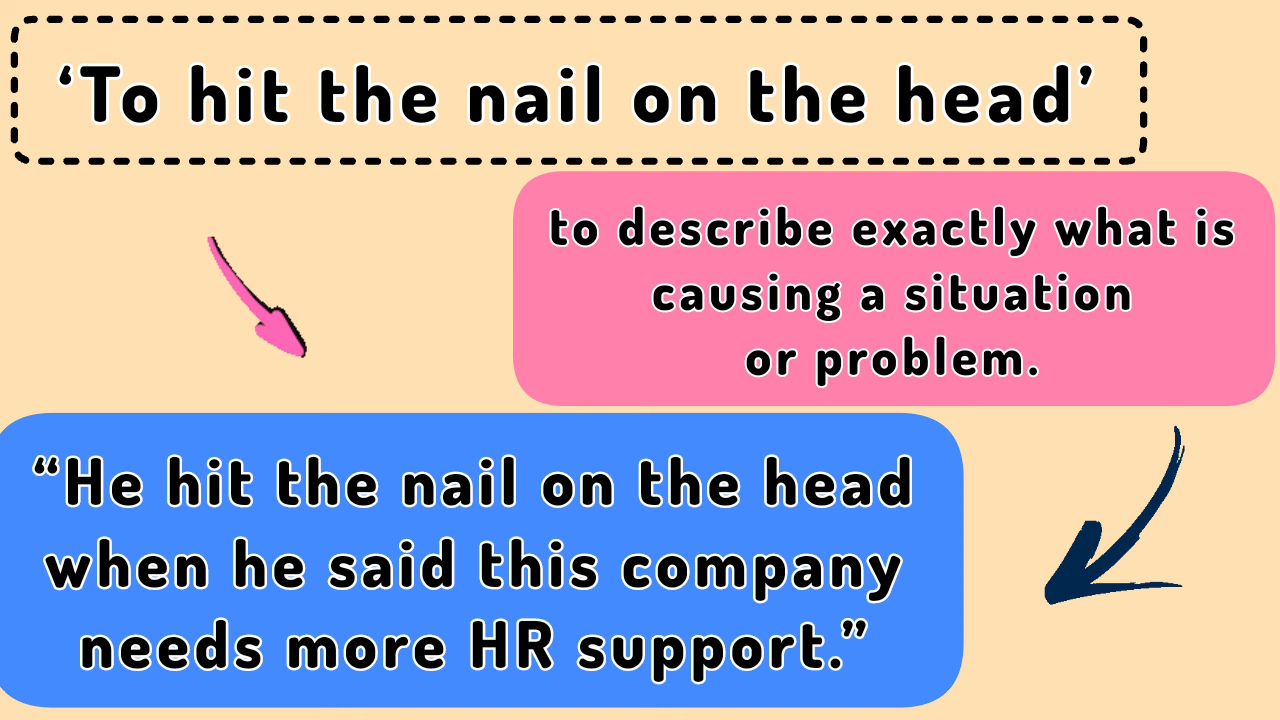 ‘To hit the nail on the head’
to describe exactly what is
causing a situation
or problem.
“He hit the nail on the head
when he said this company
needs more HR support.”